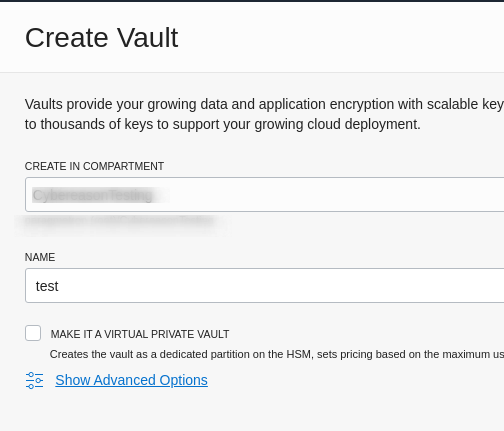 Create Vault
Vaults provide your growing data and application encryption with scalable key
to thousands of keys to support your growing cloud deployment.
CREATE IN COMPARTMENT
NAME
test
MAKE IT A VIRTUAL PRIVATE VAULT
Creates the vault as a dedicated partition on the HSM, sets pricing based on the maximum us
Show Advanced Options